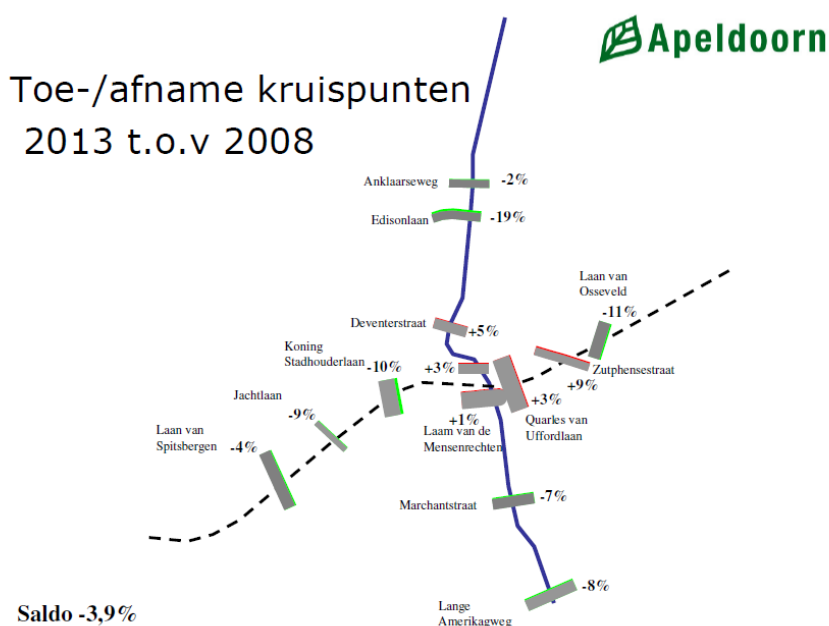 Apeldoorn
Toe-/afname kruispunten
2013 t.o.v 2008
Anklaarseweg
-2%
Edisonlaan
-19%
Laan van
Osseveld
-11%
Deventerstraat
+5%
Koning
Stadhouderlaan
-10%
+3%
Zutphensestraat
+9%
Jachtlaan
-9%
+3%
Quarles van
Uffordlaan
+1%
Laam van de
Mensenrechten
Laan van
Spitsbergen
-4%
Marchantstraat
-7%
-8%
Lange
Amerikagweg
Saldo -3,9%